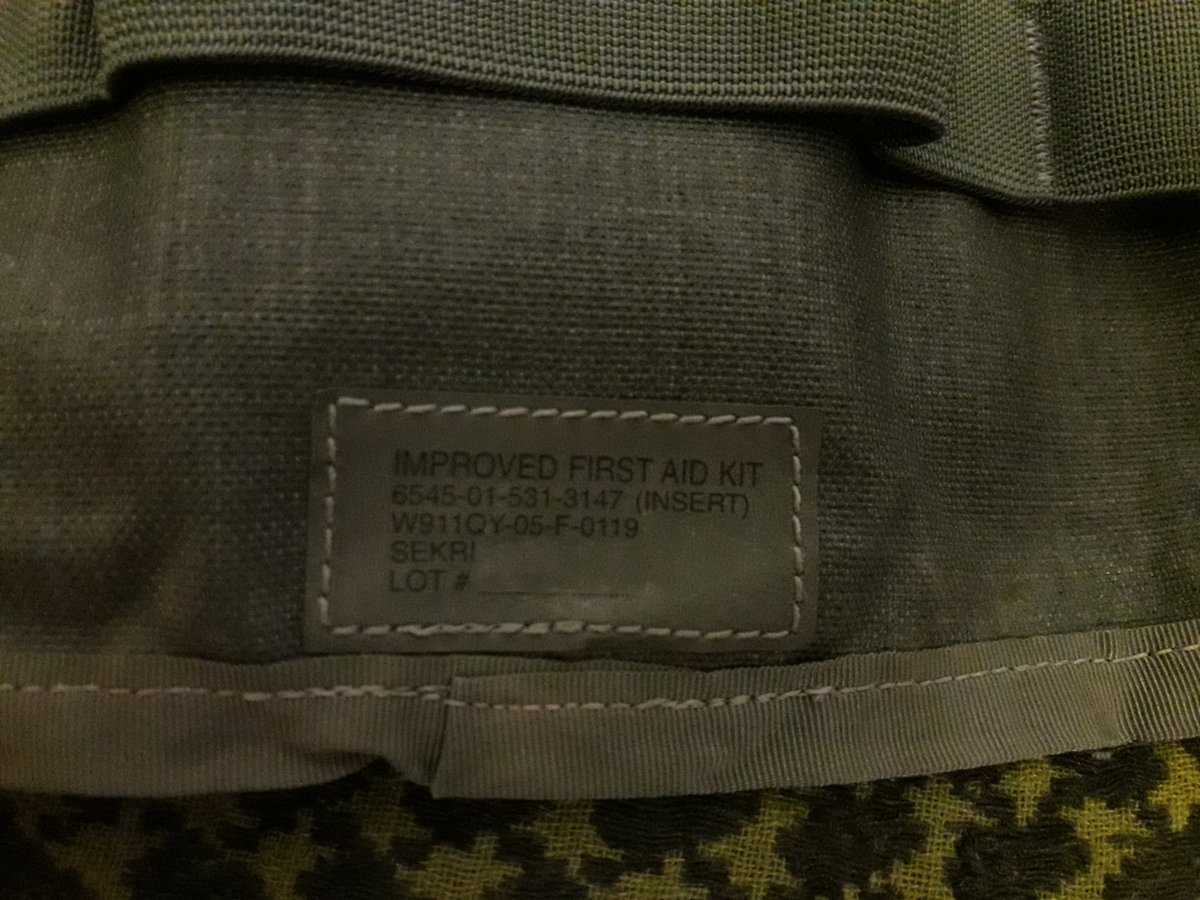 IMPROVED FIRST AID KIT
6545-01-531-3147 (INSERT)
W911QY-05-F-0119
SEKRI
LOT #